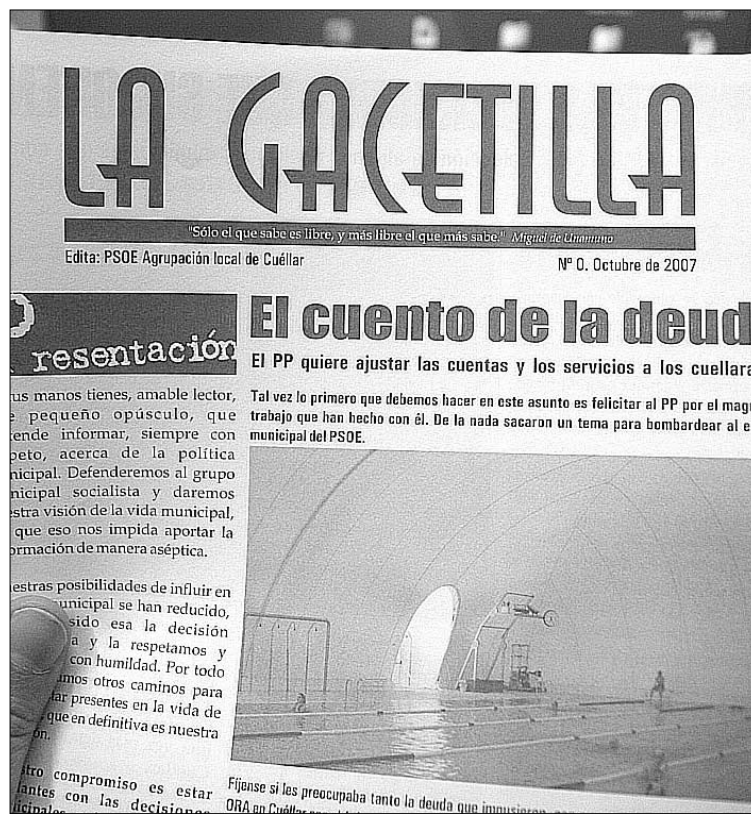 LA GACETILLA
"Sólo el que sabe es libre, y más libre el que más sabe." Miguel de Unamuno
Edita: PSOE Agrupación local de Cuéllar
Nº 0. Octubre de 2007
resentación
us manos tienes, amable lector,
pequeño opúsculo, que
ende informar, siempre con
peto, acerca de la política
nicipal. Defenderemos al grupo
nicipal socialista y daremos
estra visión de la vida municipal,
que eso nos impida aportar la
ormación de manera aséptica.
estras posibilidades de influir en
unicipal se han reducido,
sido esa la decisión
a y la respetamos y
con humildad. Por todo
amos otros caminos para
ar presentes en la vida de
que en definitiva es nuestra
ón.
tro compromiso es estar
lantes con las decisiones
El cuento de la deud
El PP quiere ajustar las cuentas y los servicios a los cuellara
Tal vez lo primero que debemos hacer en este asunto es felicitar al PP por el mag
trabajo que han hecho con él. De la nada sacaron un tema para bombardear al e
municipal del PSOE.
Fíjense si les preocupaba tanto la deuda que impusieron
ORA en Cuéllar